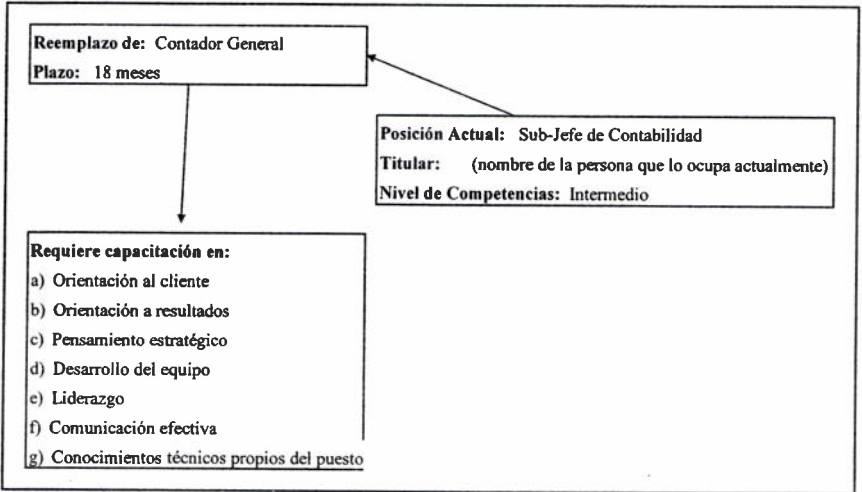 Reemplazo de: Contador General
Plazo: 18 meses
Posición Actual: Sub-Jefe de Contabilidad
Titular: (nombre de la persona que lo ocupa actualmente)
Nivel de Competencias: Intermedio
Requiere capacitación en:
a) Orientación al cliente
b) Orientación a resultados
c) Pensamiento estratégico
d) Desarrollo del equipo
e) Liderazgo
f) Comunicación efectiva
g) Conocimientos técnicos propios del puesto